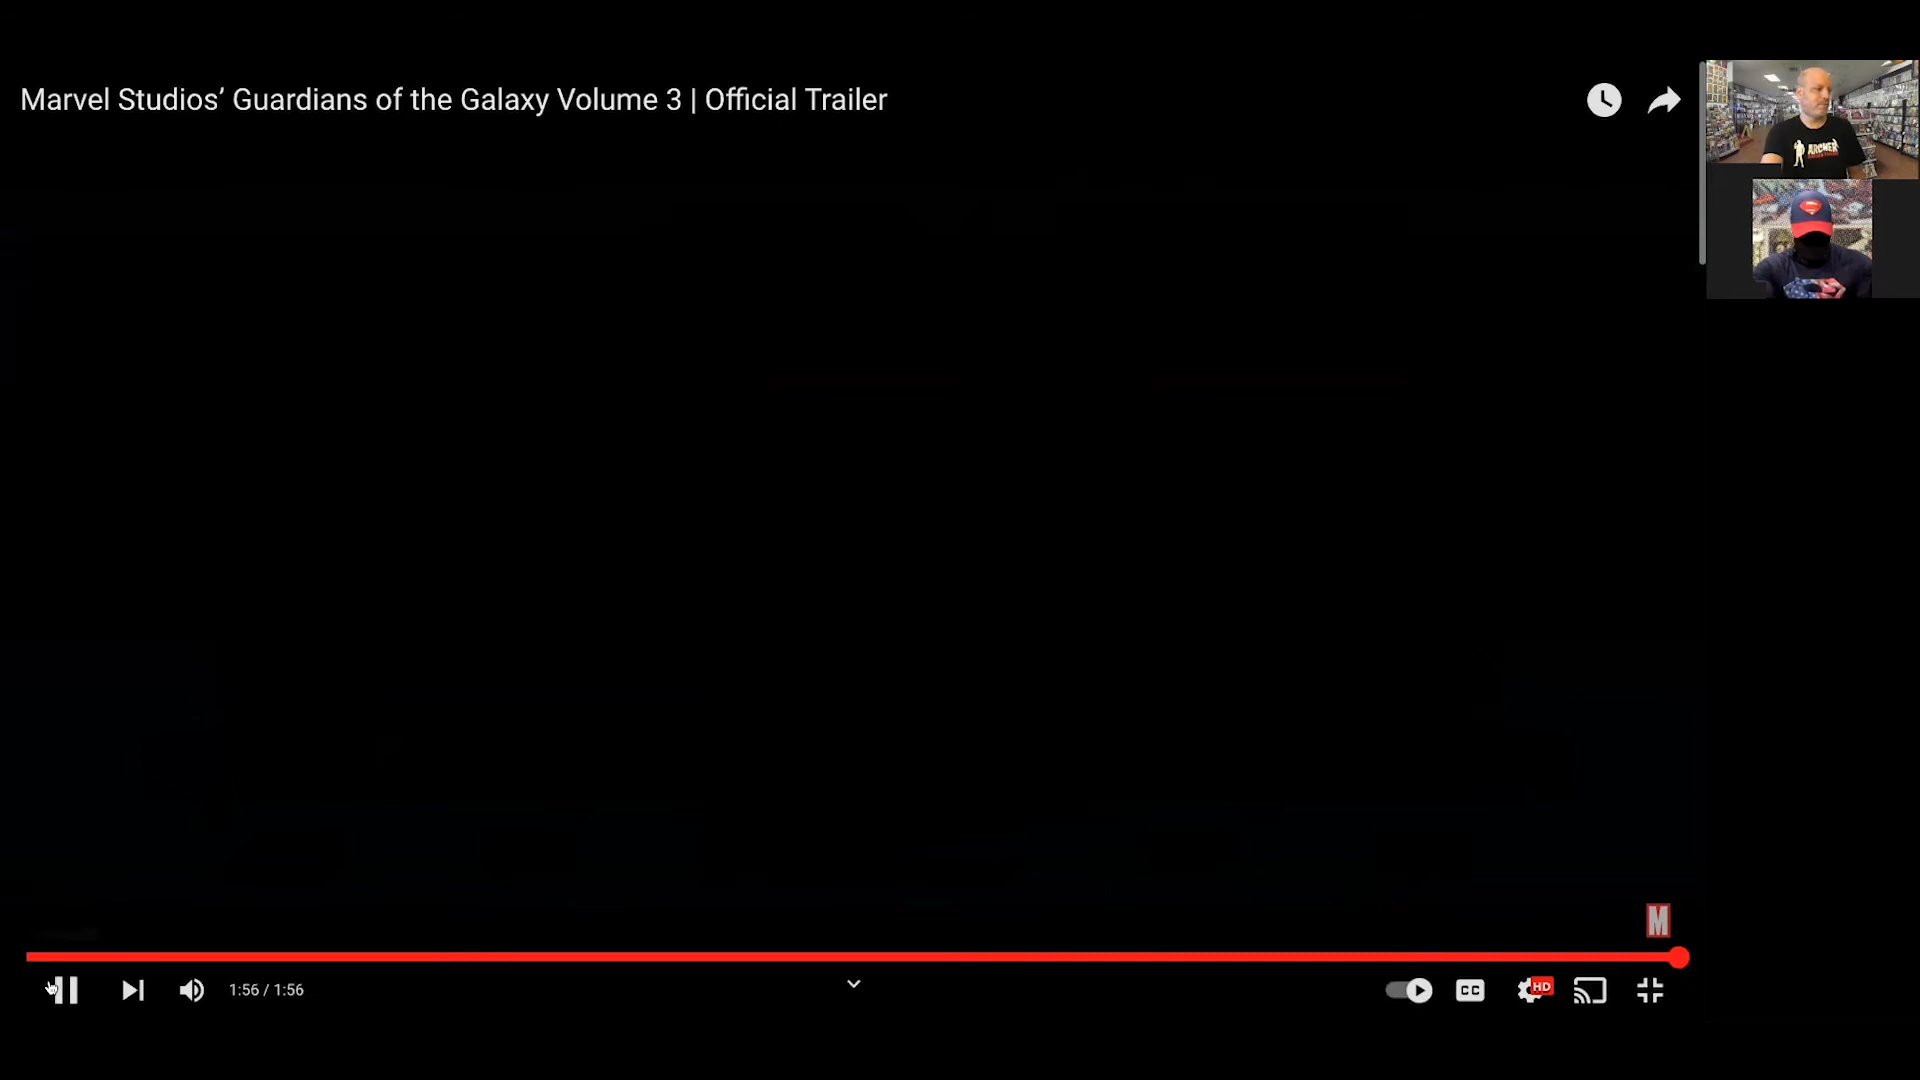 Marvel Studios’ Guardians of the Galaxy Volume 3 | Official Trailer
ARCHER
M
1:56 / 1:56
CC
HD